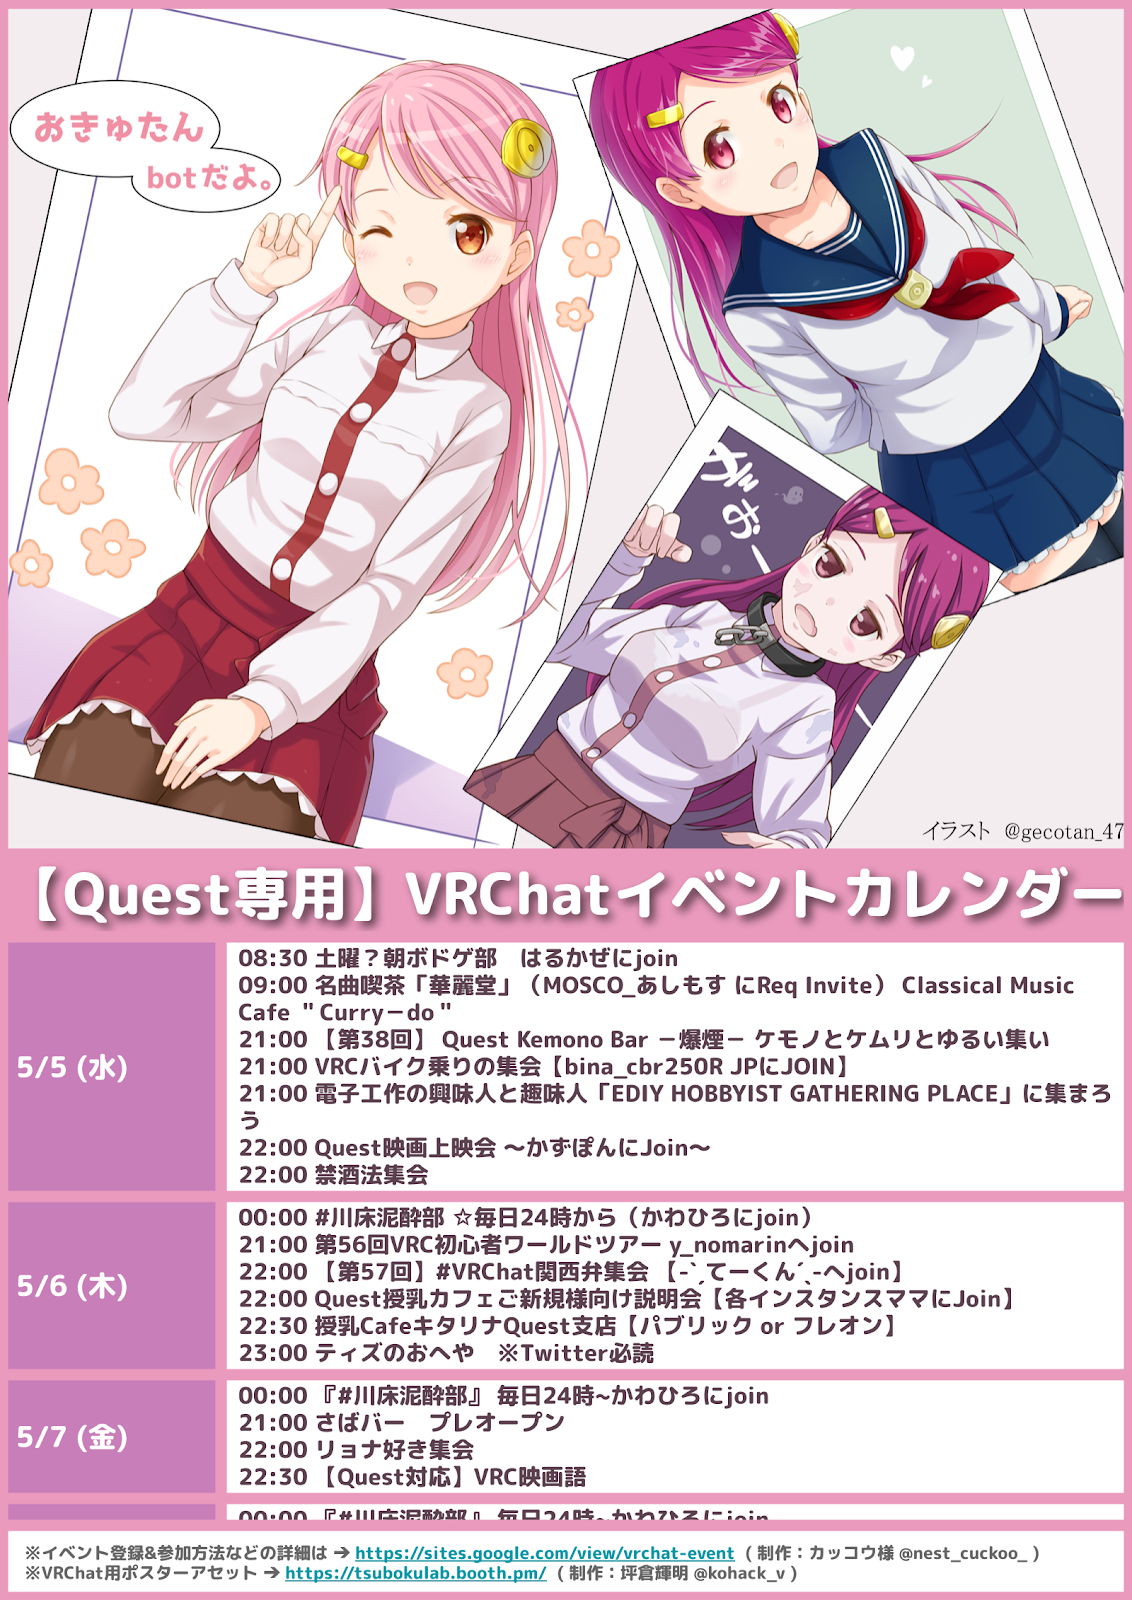 おきゅたん
botだよ。
がおー
イラスト @gecotan_47
【Quest専用】VRChatイベントカレンダー
5/5 (水)
08:30 土曜？朝ボドゲ部　はるかぜにjoin
09:00 名曲喫茶「華麗堂」（MOSCO_あしもす にReq Invite） Classical Music
Cafe ＂Curry－do＂
21:00 【第38回】 Quest Kemono Bar －爆煙－ ケモノとケムリとゆるい集い
21:00 VRCバイク乗りの集会【bina_cbr250R JPにJOIN】
21:00 電子工作の興味人と趣味人「EDIY HOBBYIST GATHERING PLACE」に集まろ
う
22:00 Quest映画上映会 ～かずぽんにJoin～
22:00 禁酒法集会
5/6 (木)
00:00 #川床泥酔部 ☆毎日24時から（かわひろにjoin）
21:00 第56回VRC初心者ワールドツアー y_nomarinへjoin
22:00 【第57回】#VRChat関西弁集会 【-`ˏてーくん´ˎ-へjoin】
22:00 Quest授乳カフェご新規様向け説明会【各インスタンスママにJoin】
22:30 授乳CafeキタリナQuest支店【パブリック or フレオン】
23:00 ティズのおへや　※Twitter必読
5/7 (金)
00:00 『#川床泥酔部』 毎日24時~かわひろにjoin
21:00 さばバー　プレオープン
22:00 リョナ好き集会
22:30 【Quest対応】VRC映画語
00:00 『#川床泥酔部』 毎日24時~かわひろにjoin
※イベント登録&参加方法などの詳細は ➔ https://sites.google.com/view/vrchat-event （ 制作：カッコウ様 @nest_cuckoo_ ）
※VRChat用ポスターアセット ➔ https://tsubokulab.booth.pm/ （ 制作：坪倉輝明 @kohack_v ）